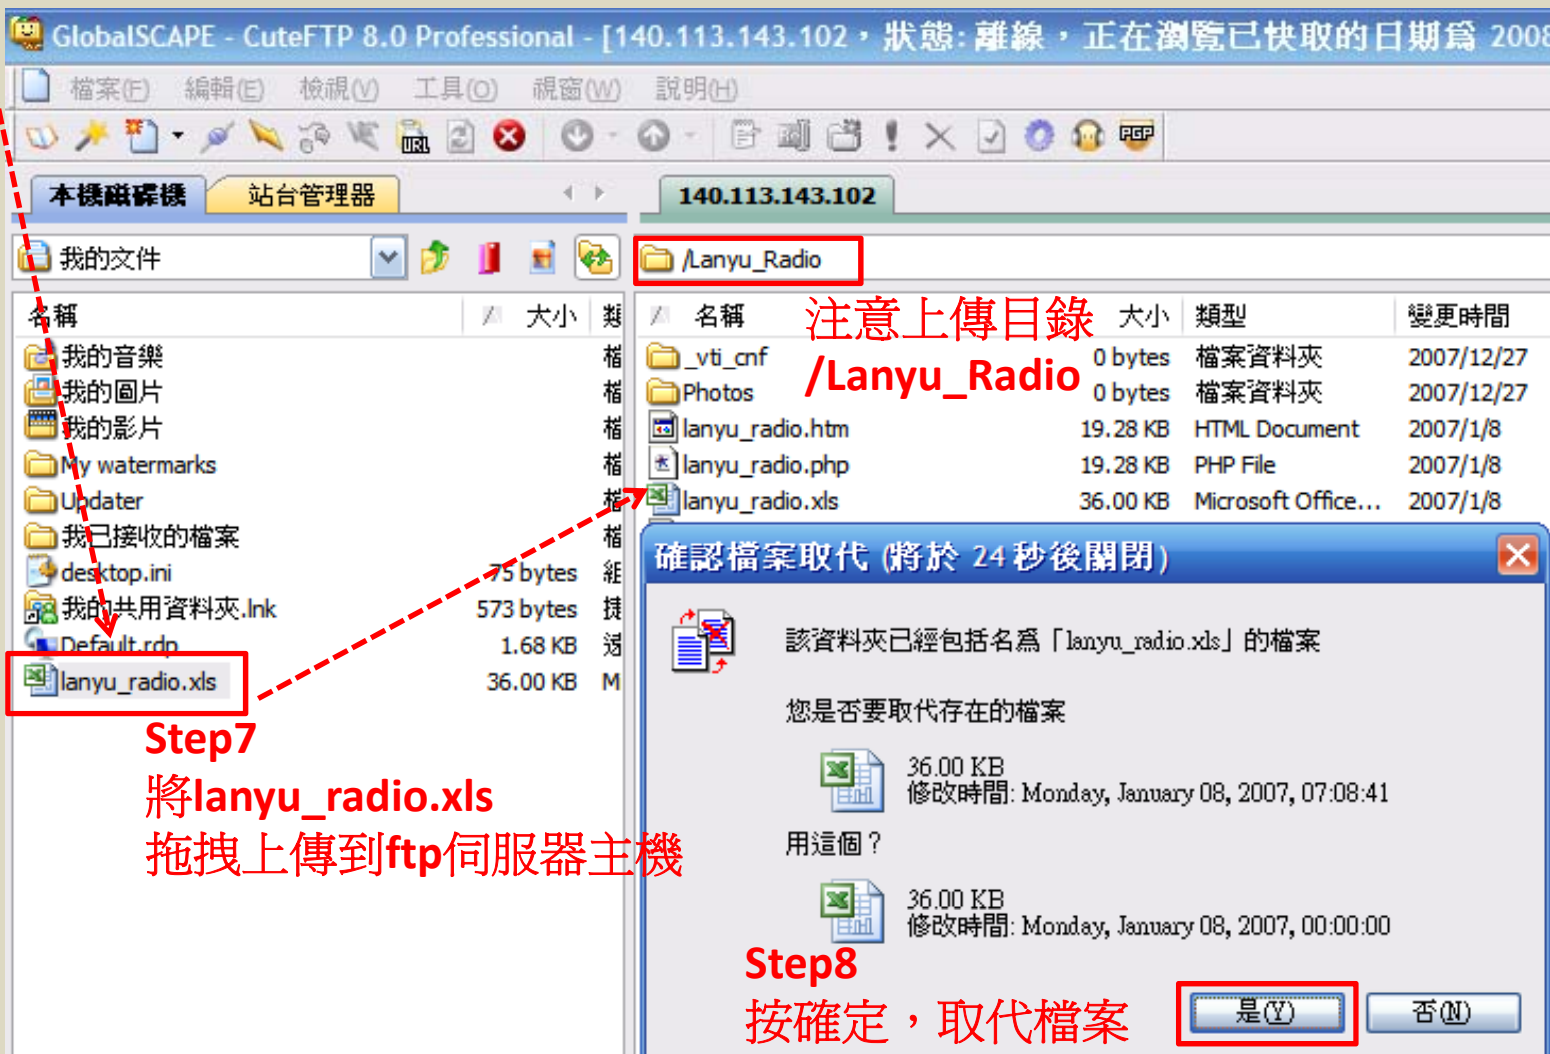 GlobalSCAPE - CuteFTP 8.0 Professional - [140.113.143.102，狀態: 離線，正在瀏覽已快取的日期為 2008
檔案(F) 編輯(E) 檢視(V) 工具(O) 視窗(W) 說明(H)
URL PGP
本機磁碟機 站台管理器 140.113.143.102
我的文件 /Lanyu_Radio
名稱 大小 類 名稱 大小 類型 變更時間
注意上傳目錄
/Lanyu_Radio
我的音樂 檔 _vti_cnf 0 bytes 檔案資料夾 2007/12/27
我的圖片 檔 Photos 0 bytes 檔案資料夾 2007/12/27
我的影片 檔 lanyu_radio.htm 19.28 KB HTML Document 2007/1/8
My watermarks 檔 lanyu_radio.php 19.28 KB PHP File 2007/1/8
Updater 檔 lanyu_radio.xls 36.00 KB Microsoft Office... 2007/1/8
我已接收的檔案 檔
desktop.ini 75 bytes 組
我的共用資料夾.lnk 573 bytes 捷
Default.rdp 1.68 KB
lanyu_radio.xls 36.00 KB M
Step7
將lanyu_radio.xls
拖拽上傳到ftp伺服器主機
確認檔案取代 (將於 24 秒後關閉)
該資料夾已經包括名為「lanyu_radio.xls」的檔案
您是否要取代存在的檔案
36.00 KB
修改時間: Monday, January 08, 2007, 07:08:41
用這個？
36.00 KB
修改時間: Monday, January 08, 2007, 00:00:00
Step8
按確定，取代檔案
是(Y) 否(N)